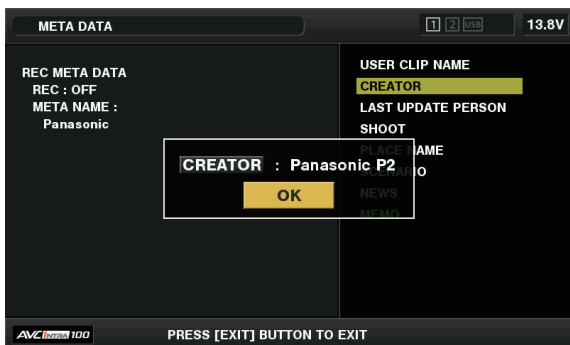 META DATA
1 2 USB
13.8V
REC META DATA
REC : OFF
META NAME :
Panasonic
USER CLIP NAME
CREATOR
LAST UPDATE PERSON
SHOOT
PLACE NAME
SCENARIO
NEWS
MEMO
CREATOR : Panasonic P2
OK
AVC INTRA 100
PRESS [EXIT] BUTTON TO EXIT